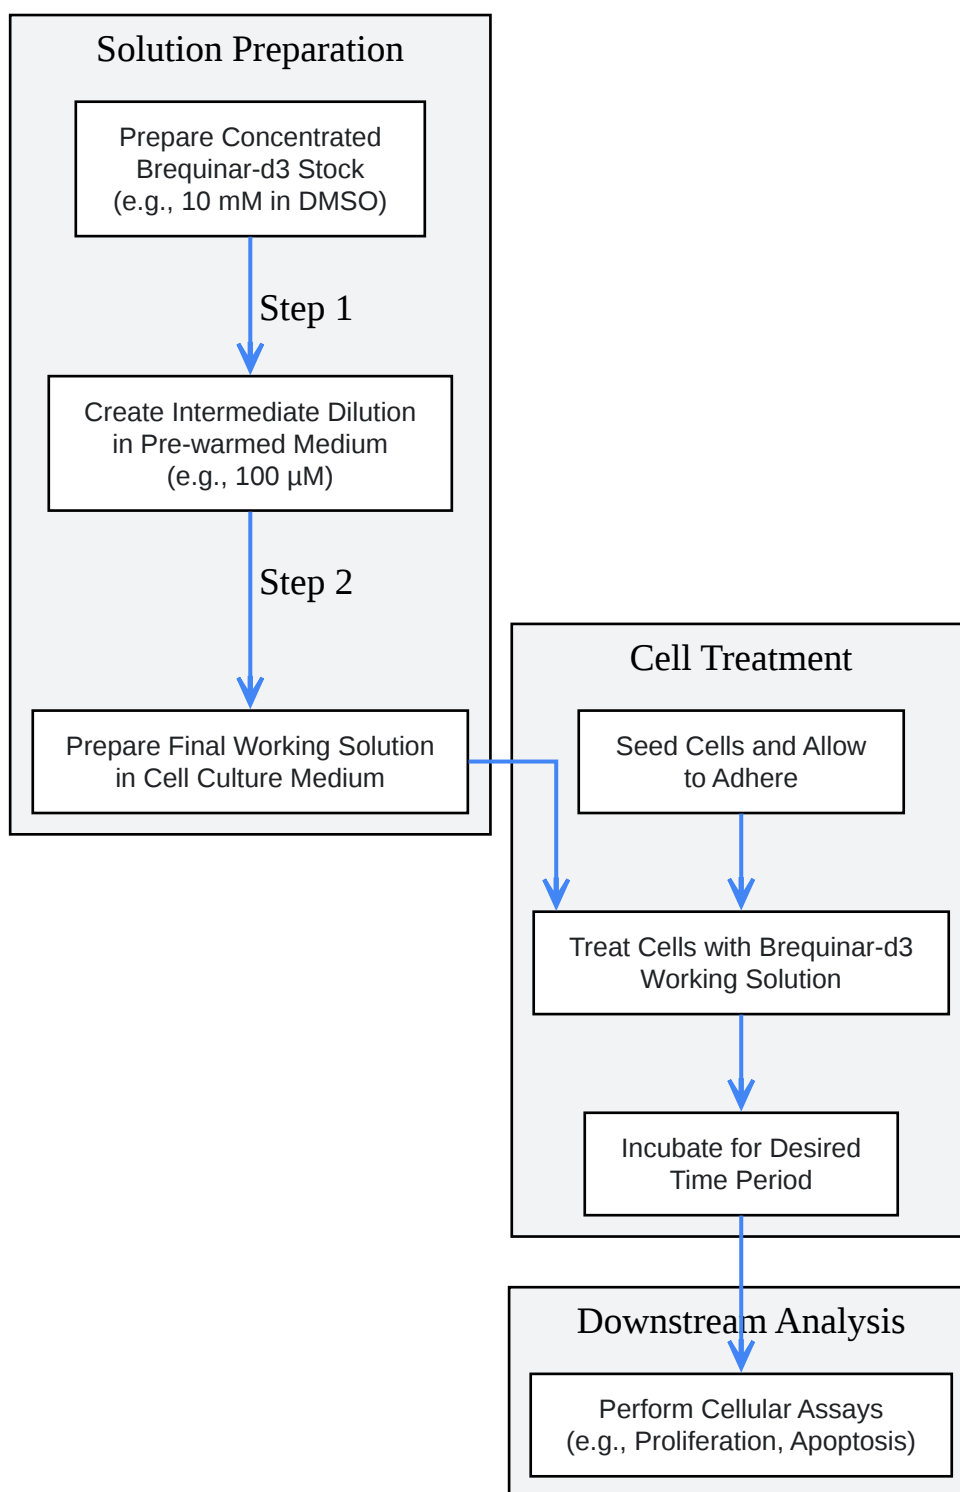 Solution Preparation
Prepare Concentrated
Brequinar-d3 Stock
(e.g., 10 mM in DMSO)
Step 1
Create Intermediate Dilution
in Pre-warmed Medium
(e.g., 100 µM)
Step 2
Prepare Final Working Solution
in Cell Culture Medium
Cell Treatment
Seed Cells and Allow
to Adhere
Treat Cells with Brequinar-d3
Working Solution
Incubate for Desired
Time Period
Downstream Analysis
Perform Cellular Assays
(e.g., Proliferation, Apoptosis)